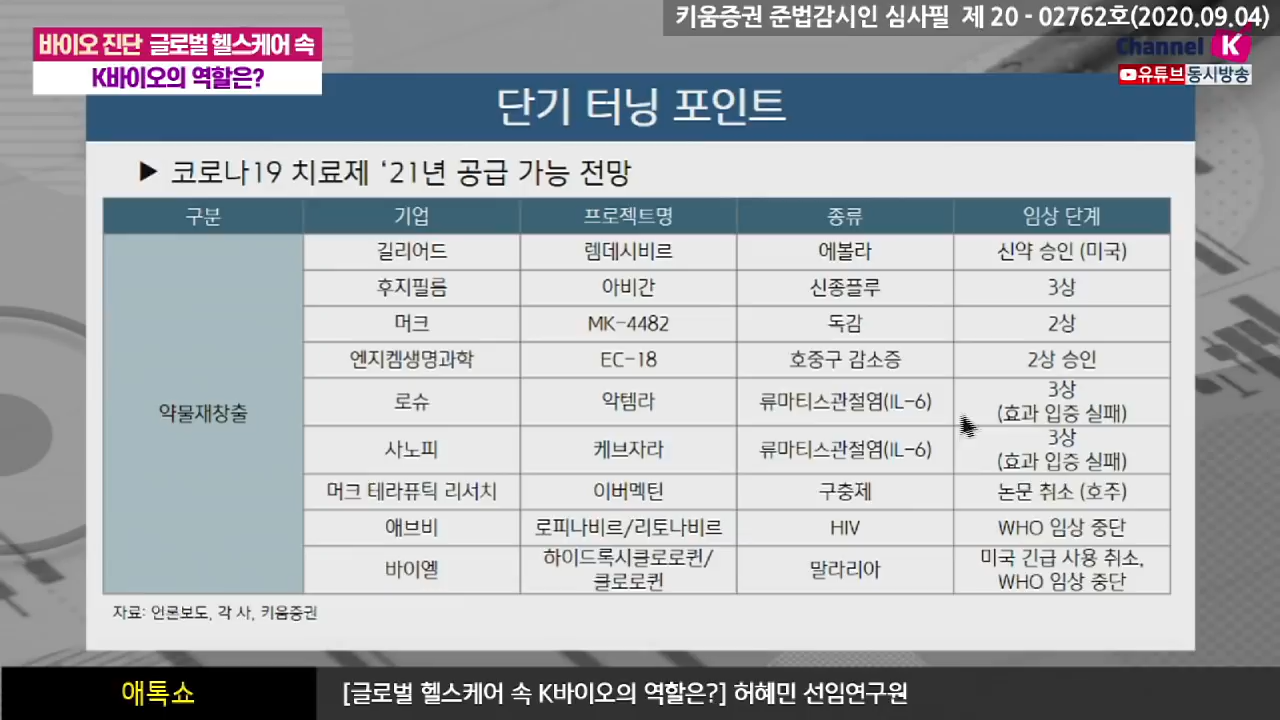 키움증권 준법감시인 심사필 제 20 - 02762호(2020.09.04)
바이오 진단 글로벌 헬스케어 속
K바이오의 역할은?
Channel K
유튜브동시방송
단기 터닝 포인트
▶ 코로나19 치료제 ‘21년 공급 가능 전망
구분 기업 프로젝트명 종류 임상 단계
약물재창출
길리어드 렘데시비르 에볼라 신약 승인 (미국)
후지필름 아비간 신종플루 3상
머크 MK-4482 독감 2상
엔지켐생명과학 EC-18 호중구 감소증 2상 승인
로슈 악템라 류마티스관절염(IL-6) 3상
(효과 입증 실패)
사노피 케브자라 류마티스관절염(IL-6) 3상
(효과 입증 실패)
머크 테라퓨틱 리서치 이버멕틴 구충제 논문 취소 (호주)
애브비 로피나비르/리토나비르 HIV WHO 임상 중단
바이엘 하이드록시클로로퀸/
클로로퀸 말라리아 미국 긴급 사용 취소,
WHO 임상 중단
자료: 언론보도, 각 사, 키움증권
애톡쇼
[글로벌 헬스케어 속 K바이오의 역할은?] 허혜민 선임연구원